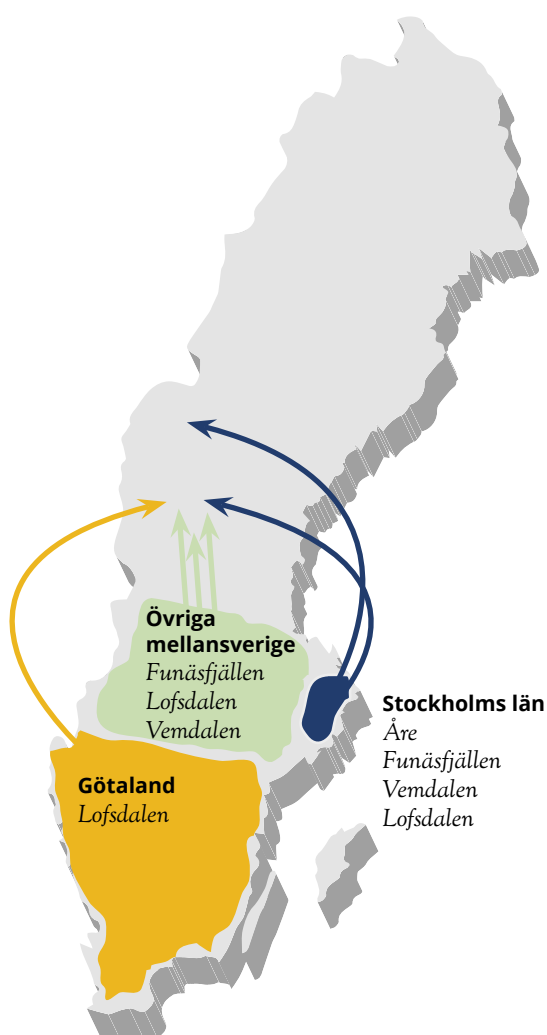 Övriga
mellansverige
Funäsfjällen
Lofsdalen
Vemdalen
Stockholms län
Åre
Funäsfjällen
Vemdalen
Lofsdalen
Götaland
Lofsdalen